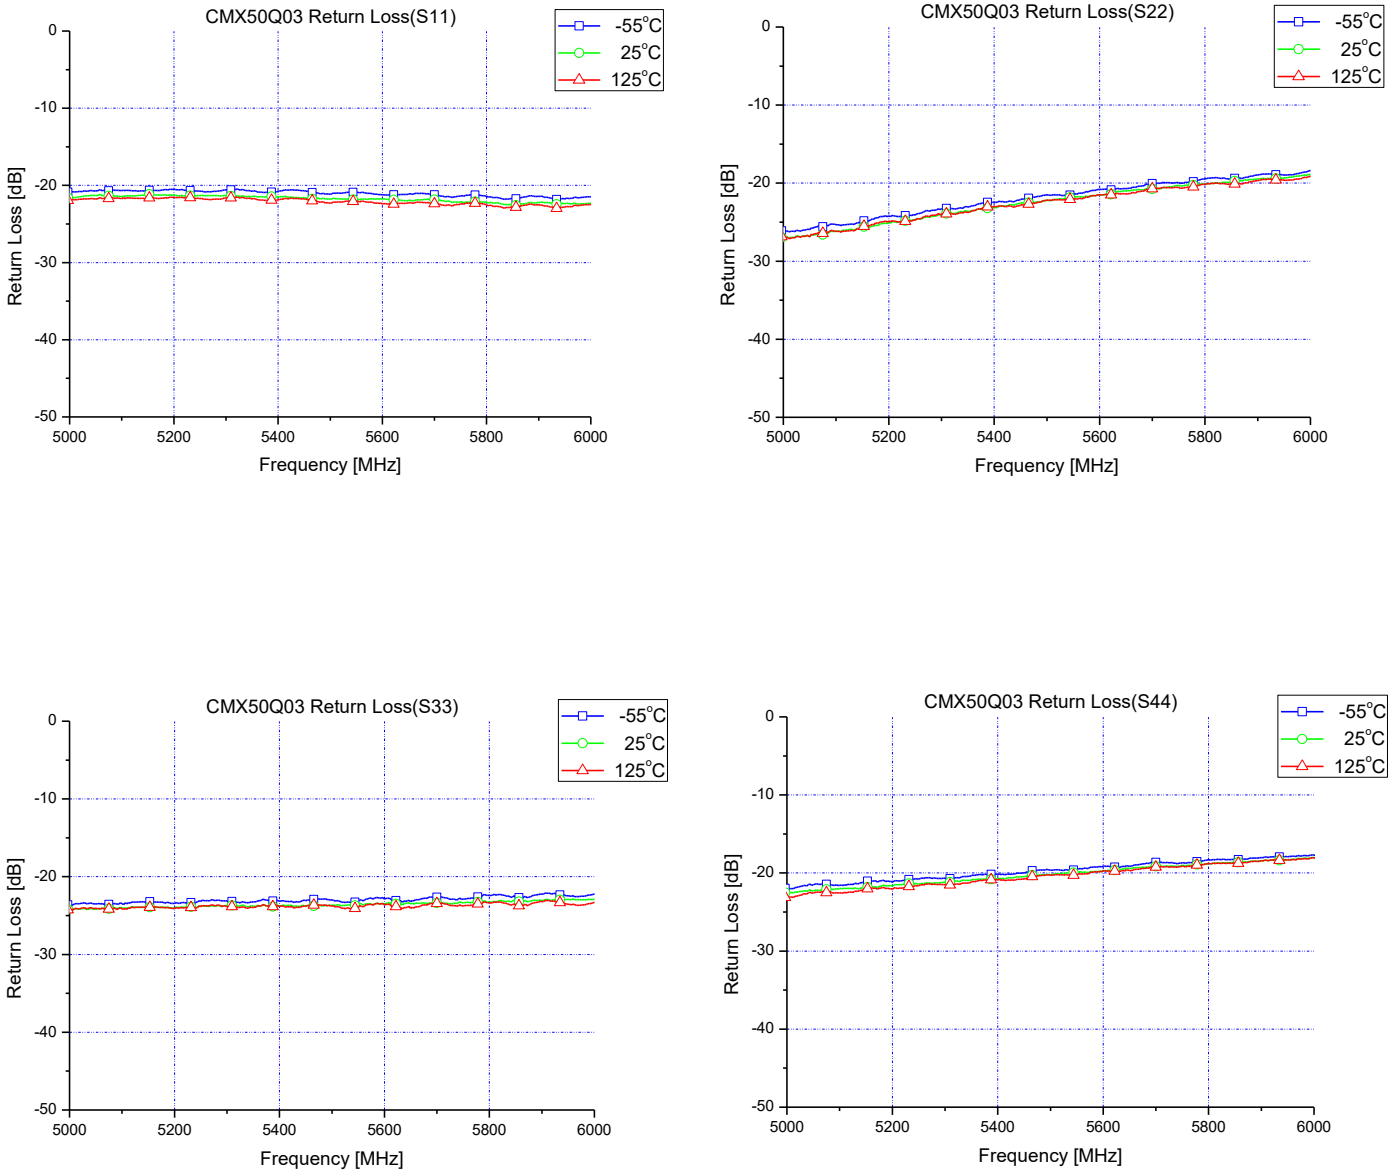 CMX50Q03 Return Loss(S11)
-55°C
25°C
125°C
0
-10
-20
-30
-40
-50
Return Loss [dB]
5000 5200 5400 5600 5800 6000
Frequency [MHz]
CMX50Q03 Return Loss(S22)
-55°C
25°C
125°C
0
-10
-20
-30
-40
-50
Return Loss [dB]
5000 5200 5400 5600 5800 6000
Frequency [MHz]
CMX50Q03 Return Loss(S33)
-55°C
25°C
125°C
0
-10
-20
-30
-40
-50
Return Loss [dB]
5000 5200 5400 5600 5800 6000
Frequency [MHz]
CMX50Q03 Return Loss(S44)
-55°C
25°C
125°C
0
-10
-20
-30
-40
-50
Return Loss [dB]
5000 5200 5400 5600 5800 6000
Frequency [MHz]